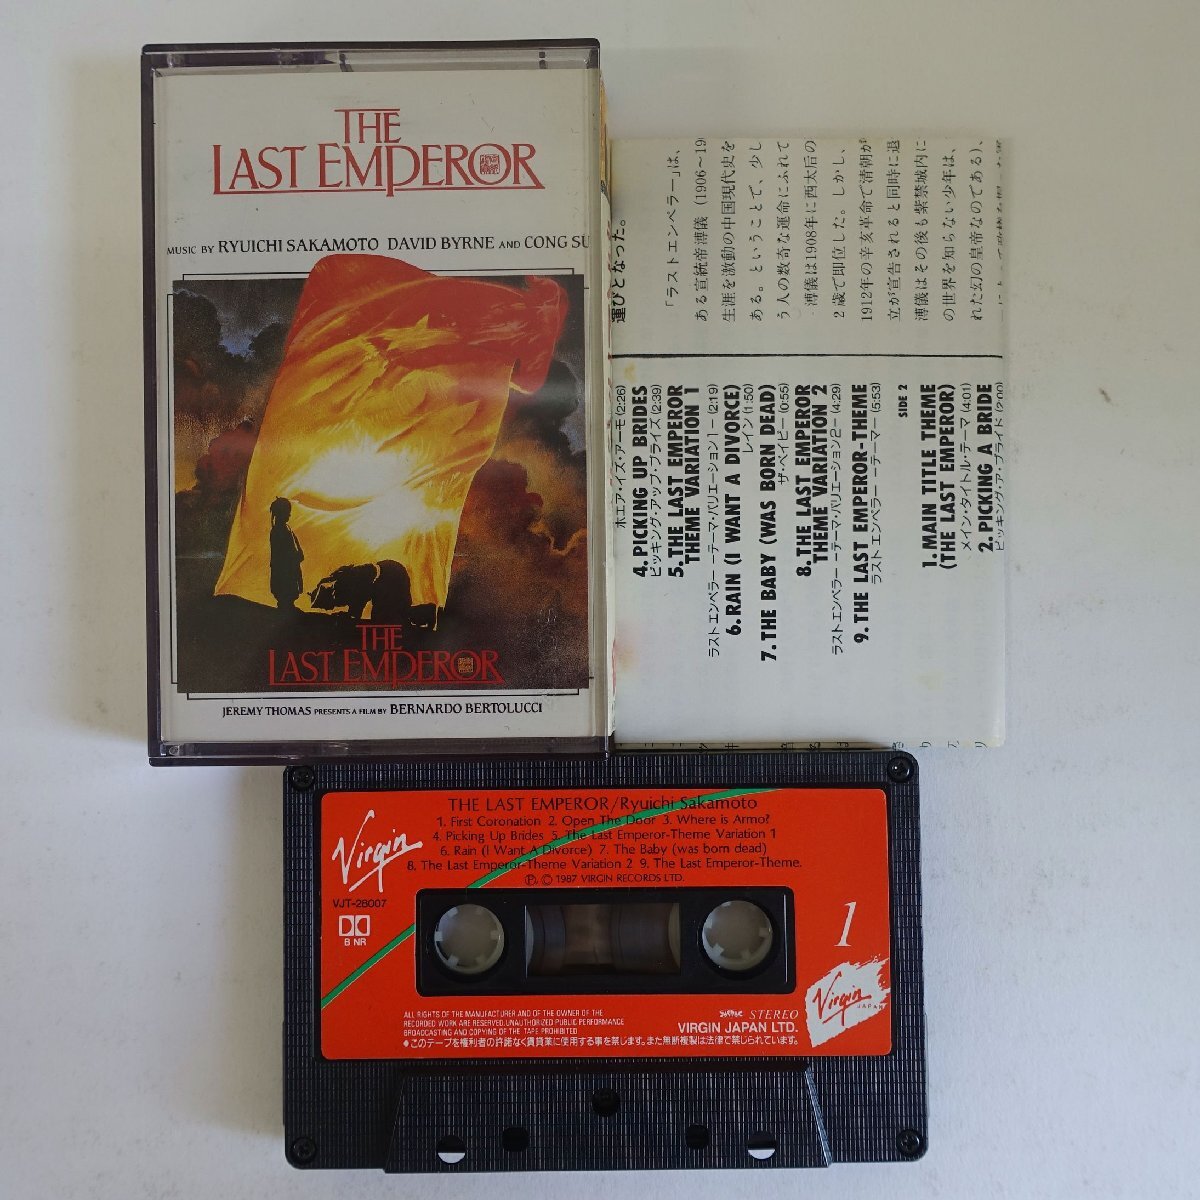 THE
LAST EMPEROR
MUSIC BY RYUICHI SAKAMOTO DAVID BYRNE AND CONG SU
THE
LAST EMPEROR
JEREMY THOMAS PRESENTS A FILM BY BERNARDO BERTOLUCCI
「ラストエンペラー」は、
ある宣統帝溥儀 (1906～19
生涯を激動の中国現代史を
ある。ということで、少し
う人の数奇な運命にふれて
溥儀は1908年に西太后の
2歳で即位した。しかし、
1912年の辛亥革命で清朝が
立が宣告されると同時に退
溥儀はその後も紫禁城内に
の世界を知らない少年は、
れた幻の皇帝なのである)、
運びとなった。
ホエア・イズ・アーモ (2:26)
4. PICKING UP BRIDES
ピッキング・アップ・ブライズ (2:39)
5. THE LAST EMPEROR
THEME VARIATION 1
ラストエンペラー ーテーマ・バリエーション1ー (2:19)
6. RAIN (I WANT A DIVORCE)
レイン (1:50)
7. THE BABY (WAS BORN DEAD)
ザ・ベイビー (0:55)
8. THE LAST EMPEROR
THEME VARIATION 2
ラストエンペラー ーテーマ・バリエーション2ー (4:29)
9. THE LAST EMPEROR-THEME
ラストエンペラー ーテーマー (5:53)
SIDE 2
1. MAIN TITLE THEME
(THE LAST EMPEROR)
メイン・タイトル・テーマ (4:01)
2. PICKING A BRIDE
ピッキング・ア・ブライド (2:00)
THE LAST EMPEROR/Ryuichi Sakamoto
1. First Coronation 2. Open The Door 3. Where is Armo?
4. Picking Up Brides 5. The Last Emperor-Theme Variation 1
6. Rain (I Want A Divorce) 7. The Baby (was born dead)
8. The Last Emperor-Theme Variation 2 9. The Last Emperor-Theme.
Ⓟ, © 1987 VIRGIN RECORDS LTD.
Virgin
VJT-28007
B NR
1
ALL RIGHTS OF THE MANUFACTURER AND OF THE OWNER OF THE
RECORDED WORK ARE RESERVED. UNAUTHORIZED PUBLIC PERFORMANCE
BROADCASTING AND COPYING OF THE TAPE PROHIBITED
STEREO
VIRGIN JAPAN LTD.
●このテープを権利者の許諾なく賃貸業に使用する事を禁じます。また無断複製は法律で禁じられています。
Virgin
JAPAN